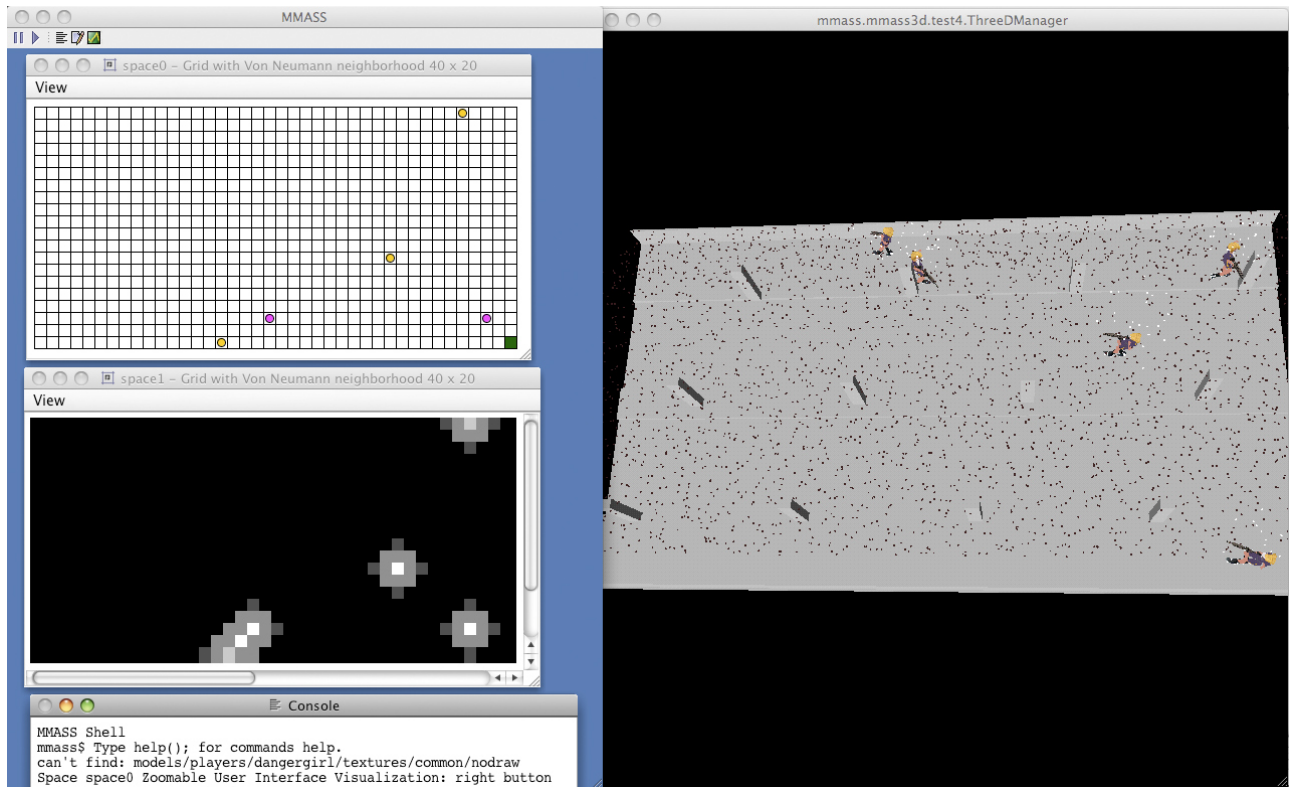 MMASS
space0 – Grid with Von Neumann neighborhood 40 x 20
View
space1 – Grid with Von Neumann neighborhood 40 x 20
View
Console
MMASS Shell
mmass$ Type help(); for commands help.
can't find: models/players/dangergirl/textures/common/nodraw
Space space0 Zoomable User Interface Visualization: right button
mmass.mmass3d.test4.ThreeDManager